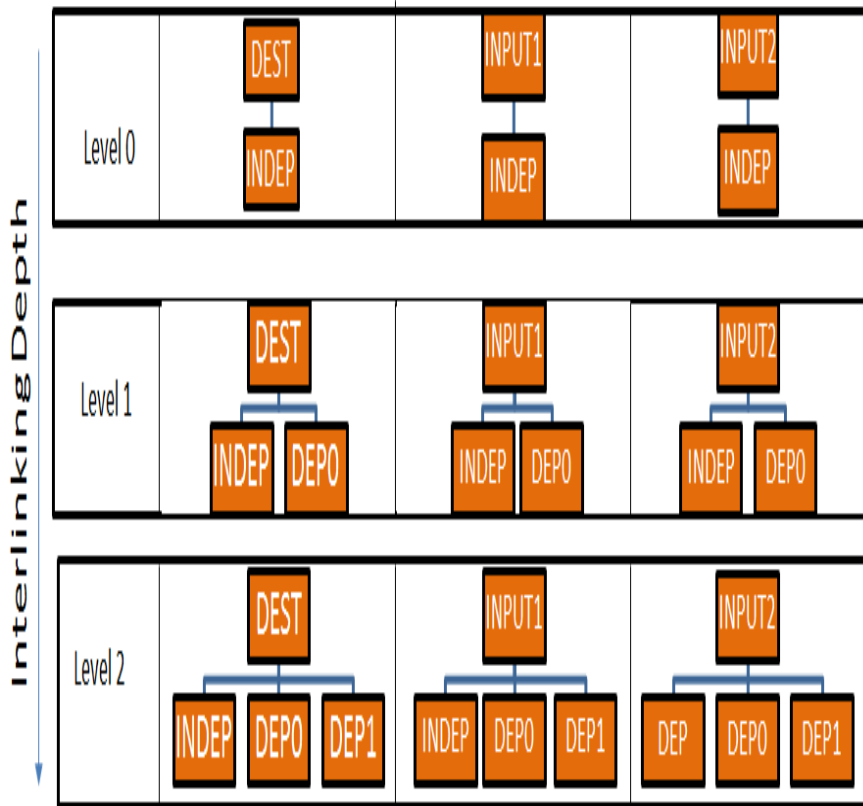 Interlinking Depth
Level 0
DEST
INDEP
INPUT1
INDEP
INPUT2
INDEP
Level 1
DEST
INDEP DEP0
INPUT1
INDEP DEP0
INPUT2
INDEP DEP0
Level 2
DEST
INDEP DEP0 DEP1
INPUT1
INDEP DEP0 DEP1
INPUT2
DEP DEP0 DEP1